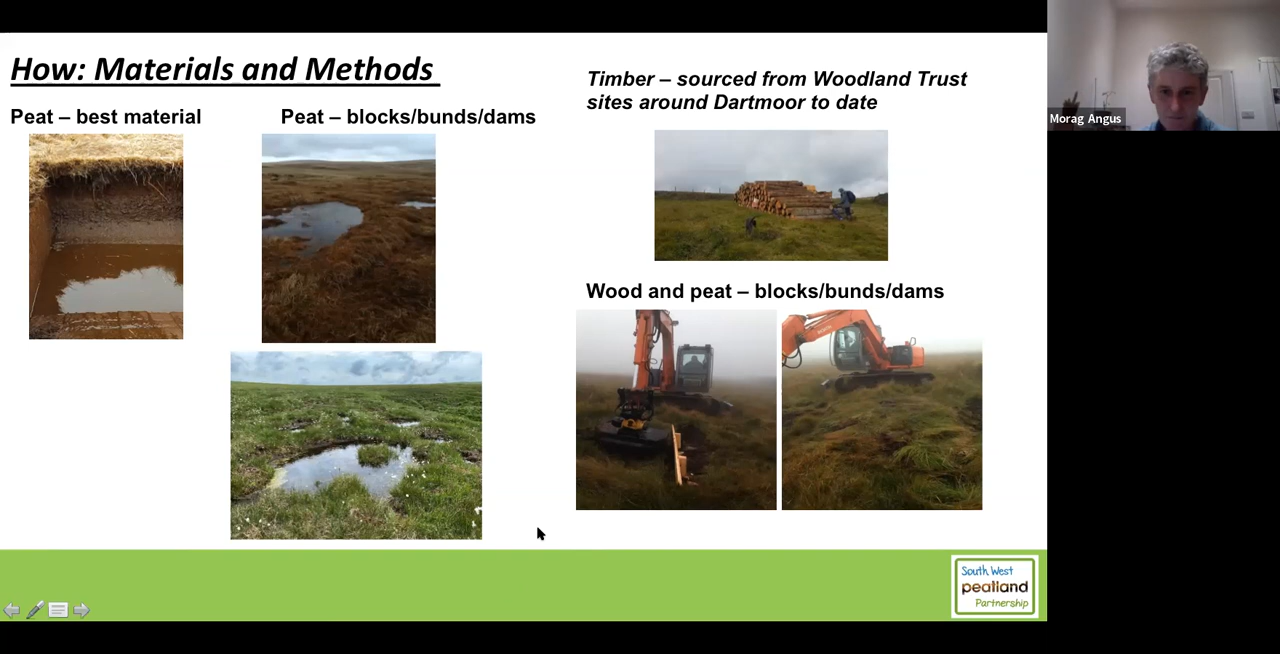 How: Materials and Methods
Peat – best material
Peat – blocks/bunds/dams
Timber – sourced from Woodland Trust
sites around Dartmoor to date
Wood and peat – blocks/bunds/dams
South West
peatland
Partnership
Morag Angus